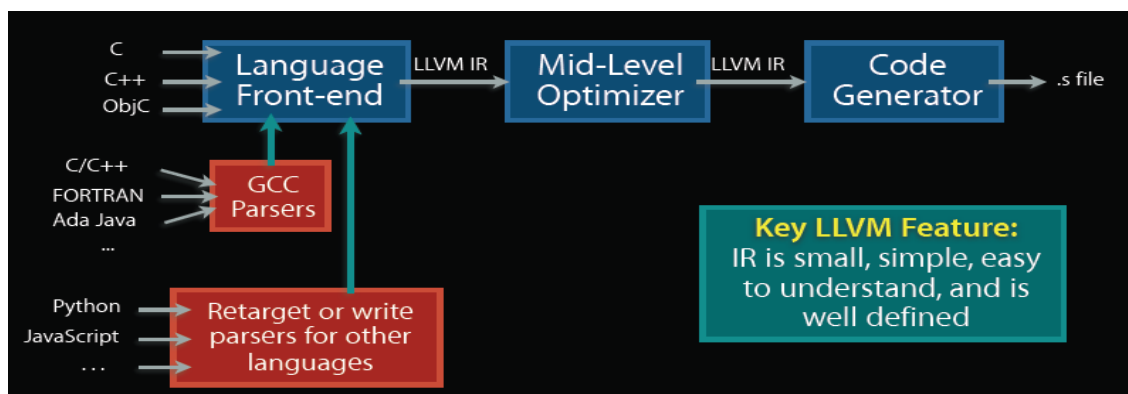 C
C++
ObjC
Language
Front-end
LLVM IR
Mid-Level
Optimizer
LLVM IR
Code
Generator
.s file
C/C++
FORTRAN
Ada Java
...
GCC
Parsers
Python
JavaScript
...
Retarget or write
parsers for other
languages
Key LLVM Feature:
IR is small, simple, easy
to understand, and is
well defined